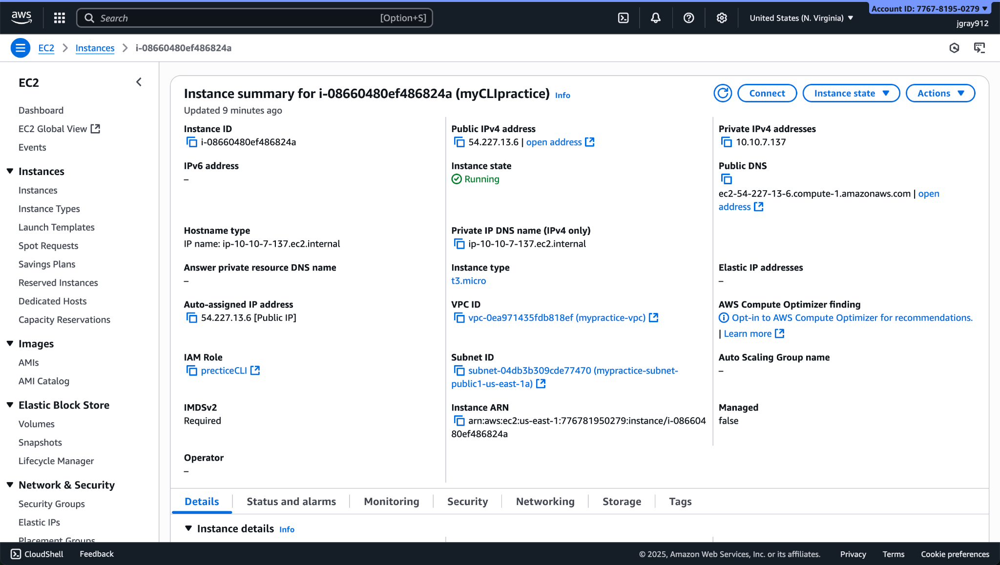 aws
Search [Option+S]
United States (N. Virginia)
Account ID: 7767-8195-0279
jgray912
EC2 Instances i-08660480ef486824a
EC2
Dashboard
EC2 Global View
Events
Instances
Instances
Instance Types
Launch Templates
Spot Requests
Savings Plans
Reserved Instances
Dedicated Hosts
Capacity Reservations
Images
AMIs
AMI Catalog
Elastic Block Store
Volumes
Snapshots
Lifecycle Manager
Network & Security
Security Groups
Elastic IPs
Placement Groups
Instance summary for i-08660480ef486824a (myCLIpractice) Info
Updated 9 minutes ago
Connect
Instance state
Actions
Instance ID
i-08660480ef486824a
Public IPv4 address
54.227.13.6 | open address
Private IPv4 addresses
10.10.7.137
IPv6 address
–
Instance state
Running
Public DNS
ec2-54-227-13-6.compute-1.amazonaws.com | open
address
Hostname type
IP name: ip-10-10-7-137.ec2.internal
Private IP DNS name (IPv4 only)
ip-10-10-7-137.ec2.internal
Answer private resource DNS name
–
Instance type
t3.micro
Elastic IP addresses
–
Auto-assigned IP address
54.227.13.6 [Public IP]
VPC ID
vpc-0ea971435fdb818ef (mypractice-vpc)
AWS Compute Optimizer finding
Opt-in to AWS Compute Optimizer for recommendations.
| Learn more
IAM Role
precticeCLI
Subnet ID
subnet-04db3b309cde77470 (mypractice-subnet-
public1-us-east-1a)
Auto Scaling Group name
–
IMDSv2
Required
Instance ARN
arn:aws:ec2:us-east-1:776781950279:instance/i-086604
80ef486824a
Managed
false
Operator
–
Details
Status and alarms
Monitoring
Security
Networking
Storage
Tags
Instance details Info
CloudShell
Feedback
© 2025, Amazon Web Services, Inc. or its affiliates.
Privacy
Terms
Cookie preferences